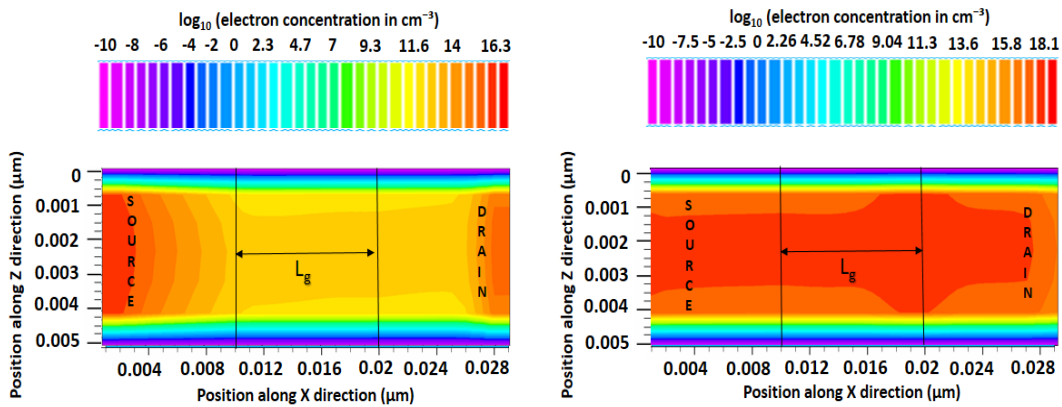 log₁₀ (electron concentration in cm⁻³)
-10 -8 -6 -4 -2 0 2.3 4.7 7 9.3 11.6 14 16.3
Position along Z direction (µm)
0
0.001
0.002
0.003
0.004
0.005
SOURCE
Lg
DRAIN
0.004 0.008 0.012 0.016 0.020 0.024 0.028
Position along X direction (µm)
log₁₀ (electron concentration in cm⁻³)
-10 -7.5 -5 -2.5 0 2.26 4.52 6.78 9.04 11.3 13.6 15.8 18.1
Position along Z direction (µm)
0
0.001
0.002
0.003
0.004
0.005
SOURCE
Lg
DRAIN
0.004 0.008 0.012 0.016 0.02 0.024 0.028
Position along X direction (µm)